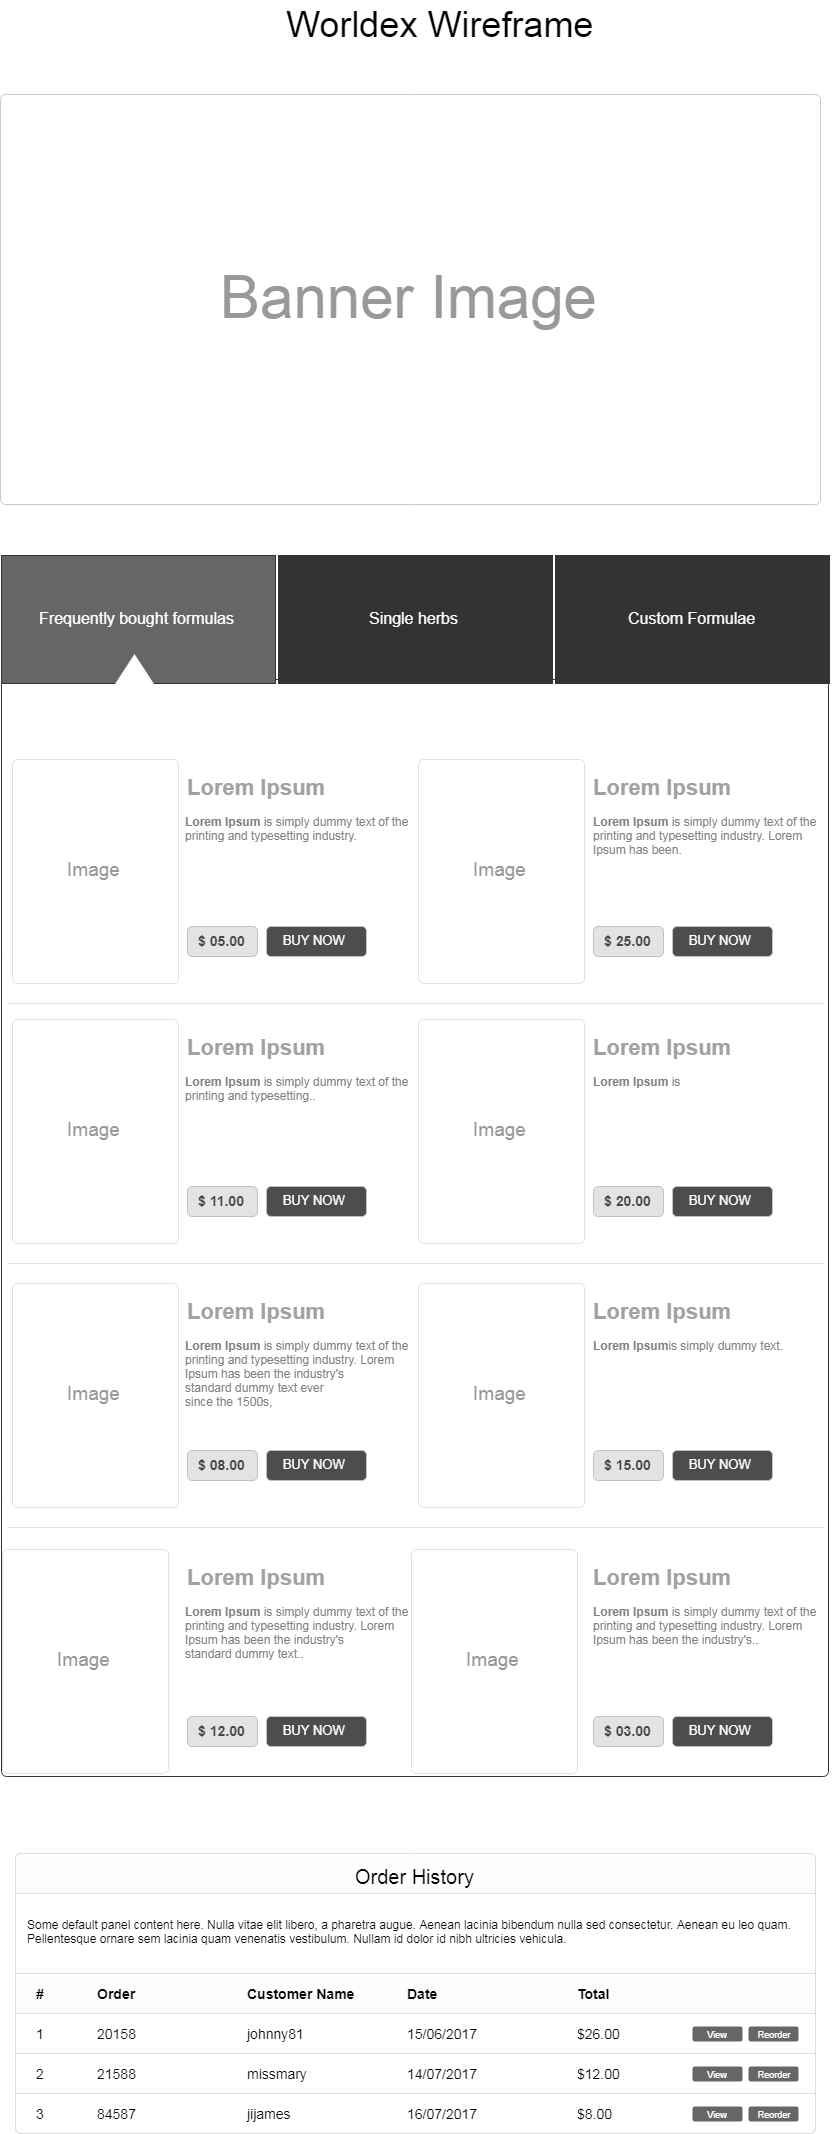 Worldex Wireframe
Banner Image
Frequently bought formulas
Single herbs
Custom Formulae
Image
Lorem Ipsum
Lorem Ipsum is simply dummy text of the
printing and typesetting industry.
$ 05.00
BUY NOW
Image
Lorem Ipsum
Lorem Ipsum is simply dummy text of the
printing and typesetting industry. Lorem
Ipsum has been.
$ 25.00
BUY NOW
Image
Lorem Ipsum
Lorem Ipsum is simply dummy text of the
printing and typesetting..
$ 11.00
BUY NOW
Image
Lorem Ipsum
Lorem Ipsum is
$ 20.00
BUY NOW
Image
Lorem Ipsum
Lorem Ipsum is simply dummy text of the
printing and typesetting industry. Lorem
Ipsum has been the industry's
standard dummy text ever
since the 1500s,
$ 08.00
BUY NOW
Image
Lorem Ipsum
Lorem Ipsumis simply dummy text.
$ 15.00
BUY NOW
Image
Lorem Ipsum
Lorem Ipsum is simply dummy text of the
printing and typesetting industry. Lorem
Ipsum has been the industry's
standard dummy text..
$ 12.00
BUY NOW
Image
Lorem Ipsum
Lorem Ipsum is simply dummy text of the
printing and typesetting industry. Lorem
Ipsum has been the industry's..
$ 03.00
BUY NOW
Order History
Some default panel content here. Nulla vitae elit libero, a pharetra augue. Aenean lacinia bibendum nulla sed consectetur. Aenean eu leo quam.
Pellentesque ornare sem lacinia quam venenatis vestibulum. Nullam id dolor id nibh ultricies vehicula.
# Order Customer Name Date Total
1 20158 johnny81 15/06/2017 $26.00 View Reorder
2 21588 missmary 14/07/2017 $12.00 View Reorder
3 84587 jijames 16/07/2017 $8.00 View Reorder